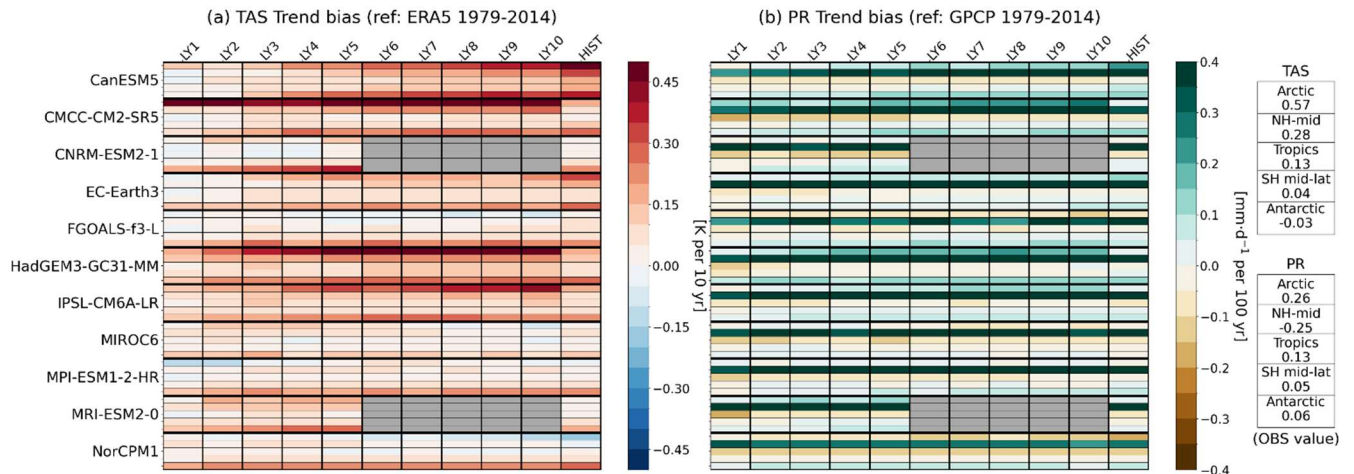 (a) TAS Trend bias (ref: ERA5 1979-2014)
LY1 LY2 LY3 LY4 LY5 LY6 LY7 LY8 LY9 LY10 HIST
CanESM5
CMCC-CM2-SR5
CNRM-ESM2-1
EC-Earth3
FGOALS-f3-L
HadGEM3-GC31-MM
IPSL-CM6A-LR
MIROC6
MPI-ESM1-2-HR
MRI-ESM2-0
NorCPM1
0.45
0.30
0.15
0.00
−0.15
−0.30
−0.45
[K per 10 yr]
(b) PR Trend bias (ref: GPCP 1979-2014)
LY1 LY2 LY3 LY4 LY5 LY6 LY7 LY8 LY9 LY10 HIST
0.4
0.3
0.2
0.1
0.0
−0.1
−0.2
−0.3
−0.4
[mm·d⁻¹ per 100 yr]
TAS
Arctic
0.57
NH-mid
0.28
Tropics
0.13
SH mid-lat
0.04
Antarctic
-0.03
PR
Arctic
0.26
NH-mid
-0.25
Tropics
0.13
SH mid-lat
0.05
Antarctic
0.06
(OBS value)